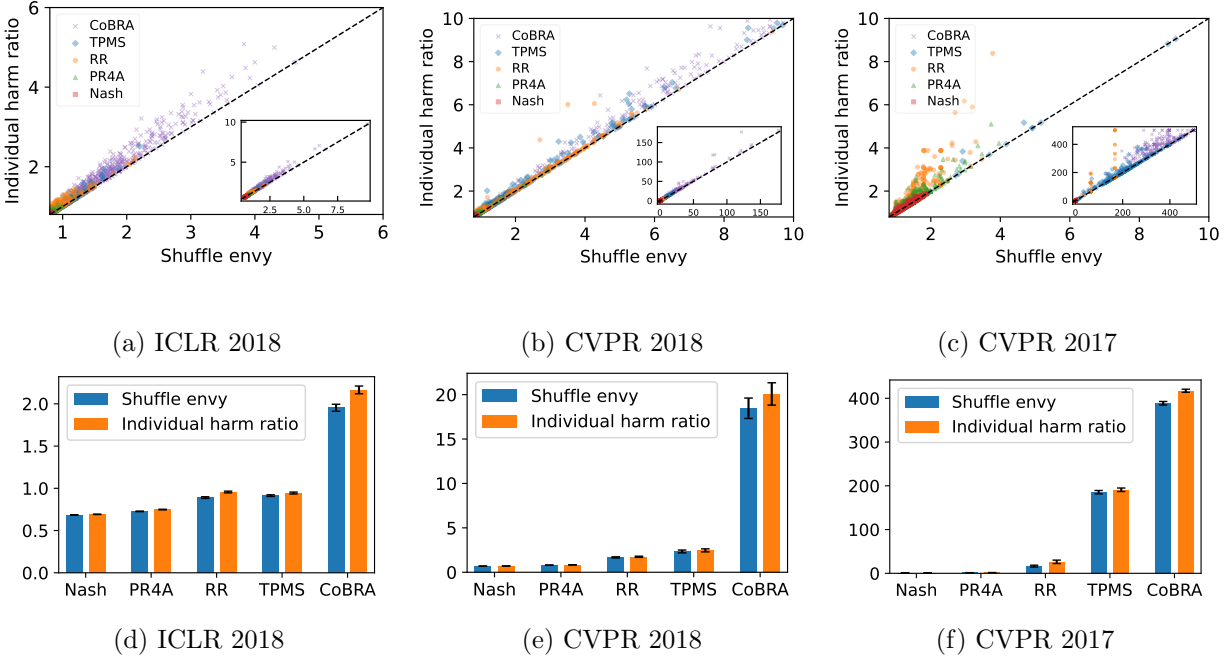 6
4
2
Individual harm ratio
CoBRA
TPMS
RR
PR4A
Nash
10
5
2.5 5.0 7.5
1 2 3 4 5 6
Shuffle envy
(a) ICLR 2018
10
8
6
4
2
Individual harm ratio
CoBRA
TPMS
RR
PR4A
Nash
150
100
50
0
0 50 100 150
2 4 6 8 10
Shuffle envy
(b) CVPR 2018
10
8
6
4
2
Individual harm ratio
CoBRA
TPMS
RR
PR4A
Nash
400
200
0
0 200 400
2 4 6 8 10
Shuffle envy
(c) CVPR 2017
2.0
1.5
1.0
0.5
0.0
Shuffle envy
Individual harm ratio
Nash PR4A RR TPMS CoBRA
(d) ICLR 2018
20
15
10
5
0
Shuffle envy
Individual harm ratio
Nash PR4A RR TPMS CoBRA
(e) CVPR 2018
400
300
200
100
0
Shuffle envy
Individual harm ratio
Nash PR4A RR TPMS CoBRA
(f) CVPR 2017